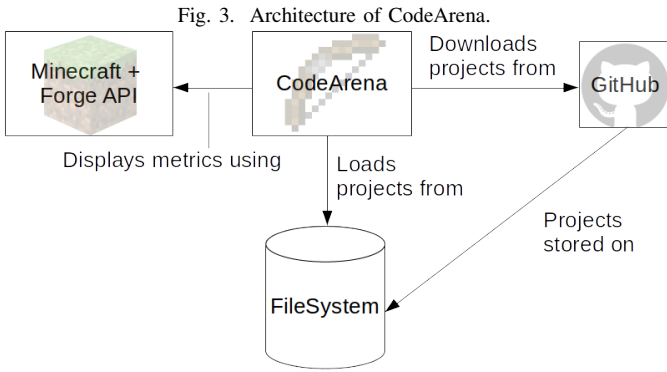 Fig. 3. Architecture of CodeArena.
Minecraft +
Forge API
CodeArena
Downloads
projects from
GitHub
Displays metrics using
Loads
projects from
Projects
stored on
FileSystem